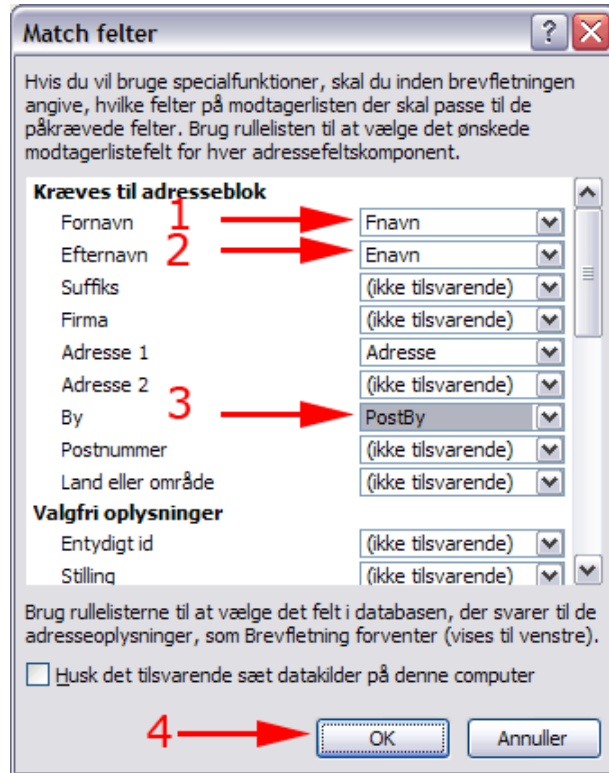 Match felter
Hvis du vil bruge specialfunktioner, skal du inden brevfletningen
angive, hvilke felter på modtagerlisten der skal passe til de
påkrævede felter. Brug rullelisten til at vælge det ønskede
modtagerlistefelt for hver adressefeltskomponent.
Kræves til adresseblok
Fornavn 1 Fnavn
Efternavn 2 Enavn
Suffiks (ikke tilsvarende)
Firma (ikke tilsvarende)
Adresse 1 Adresse
Adresse 2 (ikke tilsvarende)
By 3 PostBy
Postnummer (ikke tilsvarende)
Land eller område (ikke tilsvarende)
Valgfri oplysninger
Entydigt id (ikke tilsvarende)
Stilling (ikke tilsvarende)
Brug rullelisterne til at vælge det felt i databasen, der svarer til de
adresseoplysninger, som Brevfletning forventer (vises til venstre).
Husk det tilsvarende sæt datakilder på denne computer
4 OK Annuller